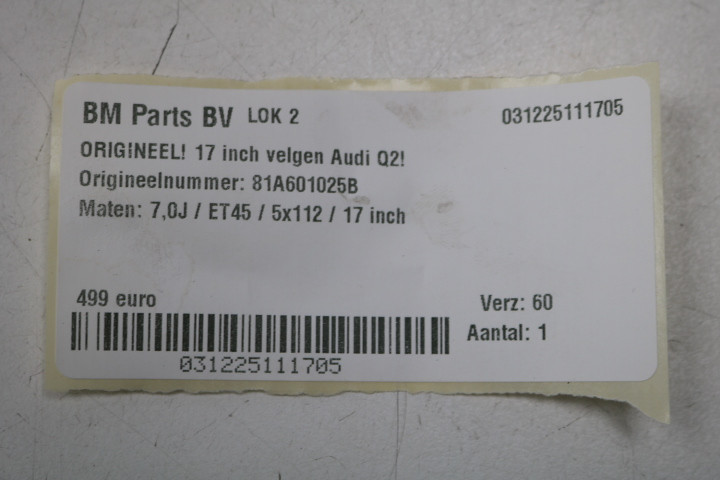 BM Parts BV LOK 2 031225111705
ORIGINEEL! 17 inch velgen Audi Q2!
Origineelnummer: 81A601025B
Maten: 7,0J / ET45 / 5x112 / 17 inch
499 euro Verz: 60
Aantal: 1
031225111705